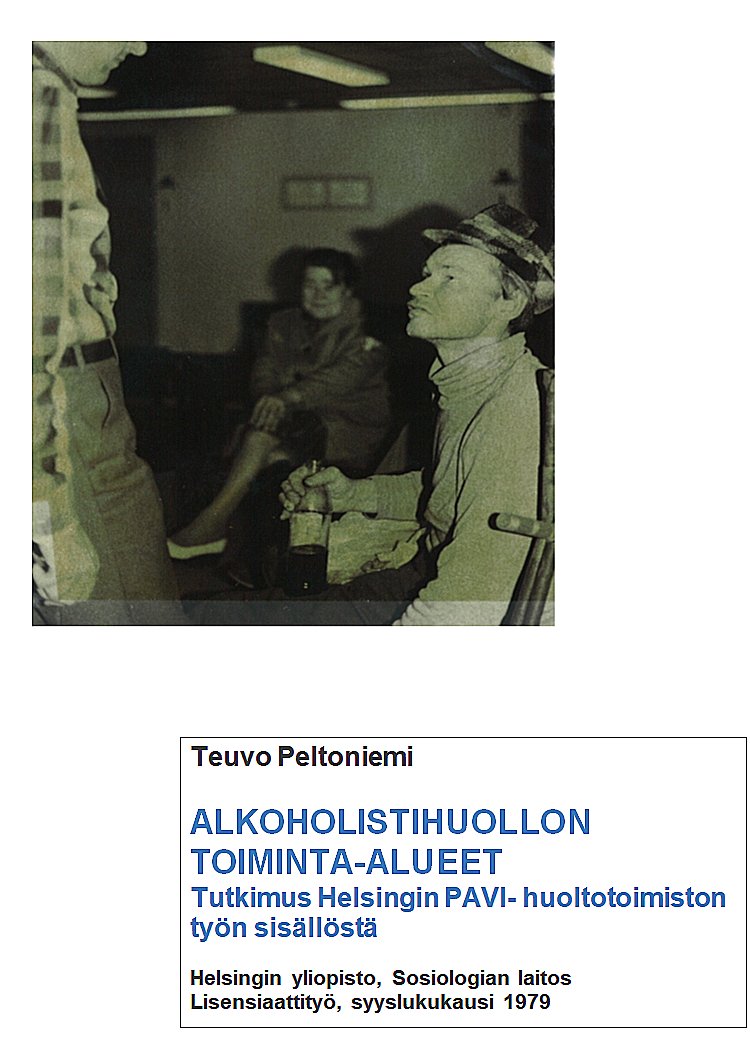 Teuvo Peltoniemi
ALKOHOLISTIHUOLLON
TOIMINTA-ALUEET
Tutkimus Helsingin PAVI- huoltotoimiston
työn sisällöstä
Helsingin yliopisto, Sosiologian laitos
Lisensiaattityö, syyslukukausi 1979